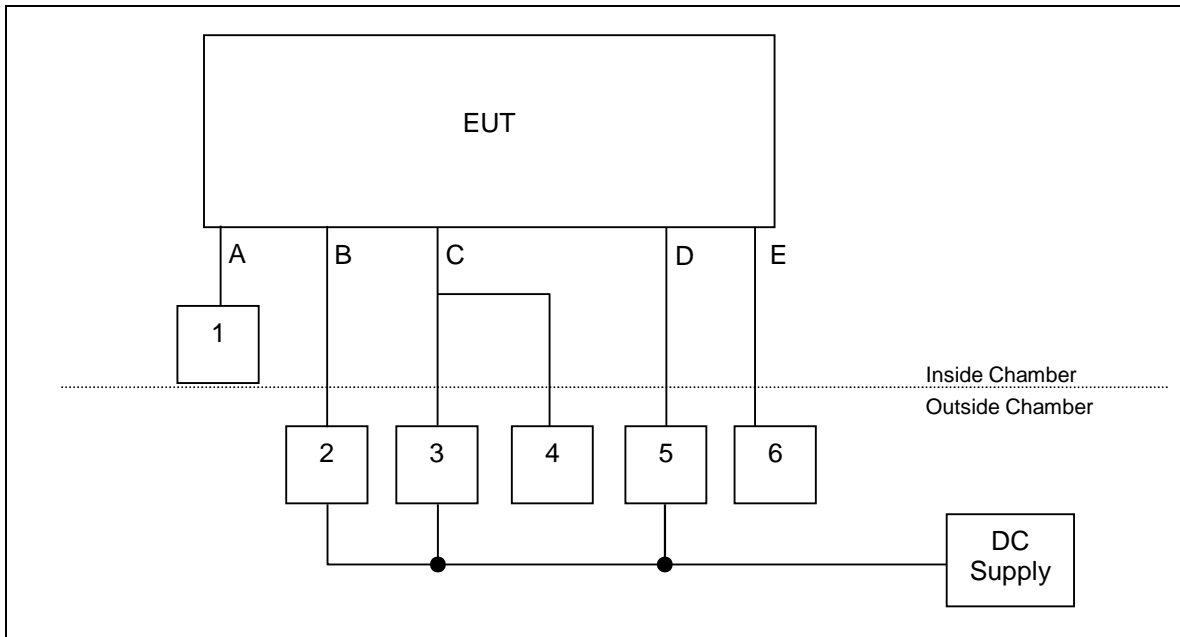 EUT
A B C D E
1
Inside Chamber
Outside Chamber
2 3 4 5 6
DC
Supply